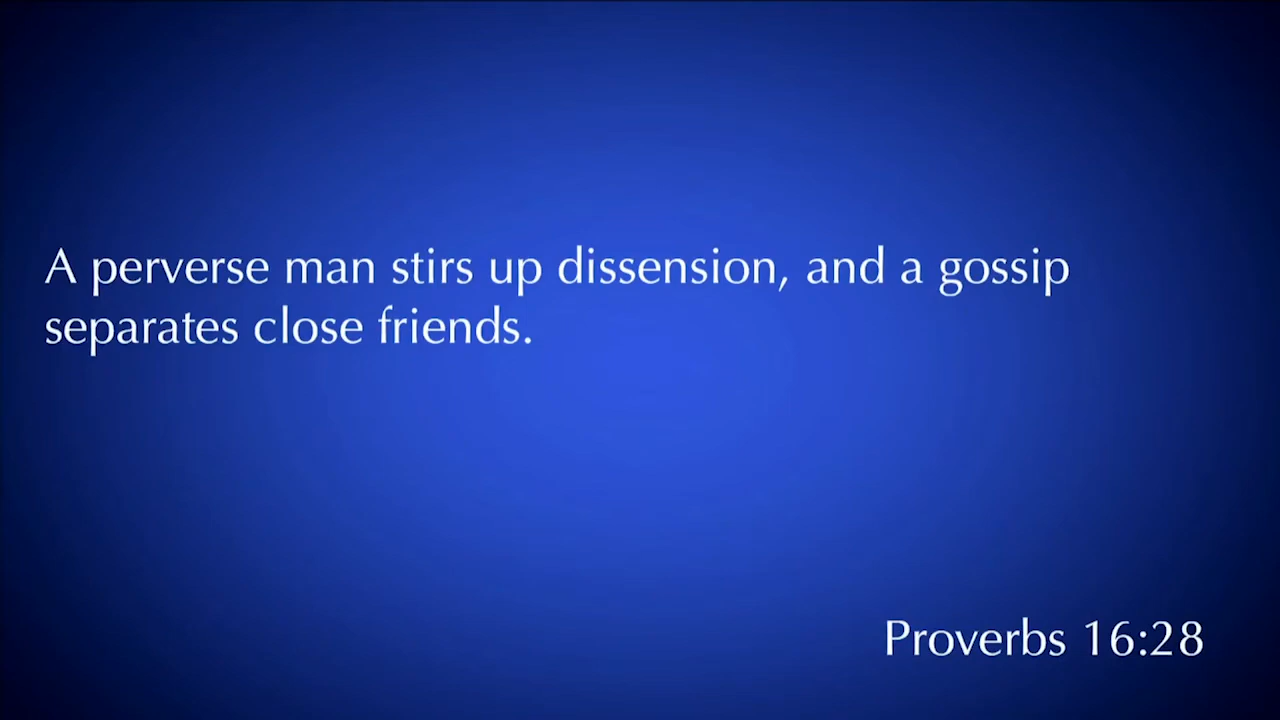 A perverse man stirs up dissension, and a gossip
separates close friends.
Proverbs 16:28